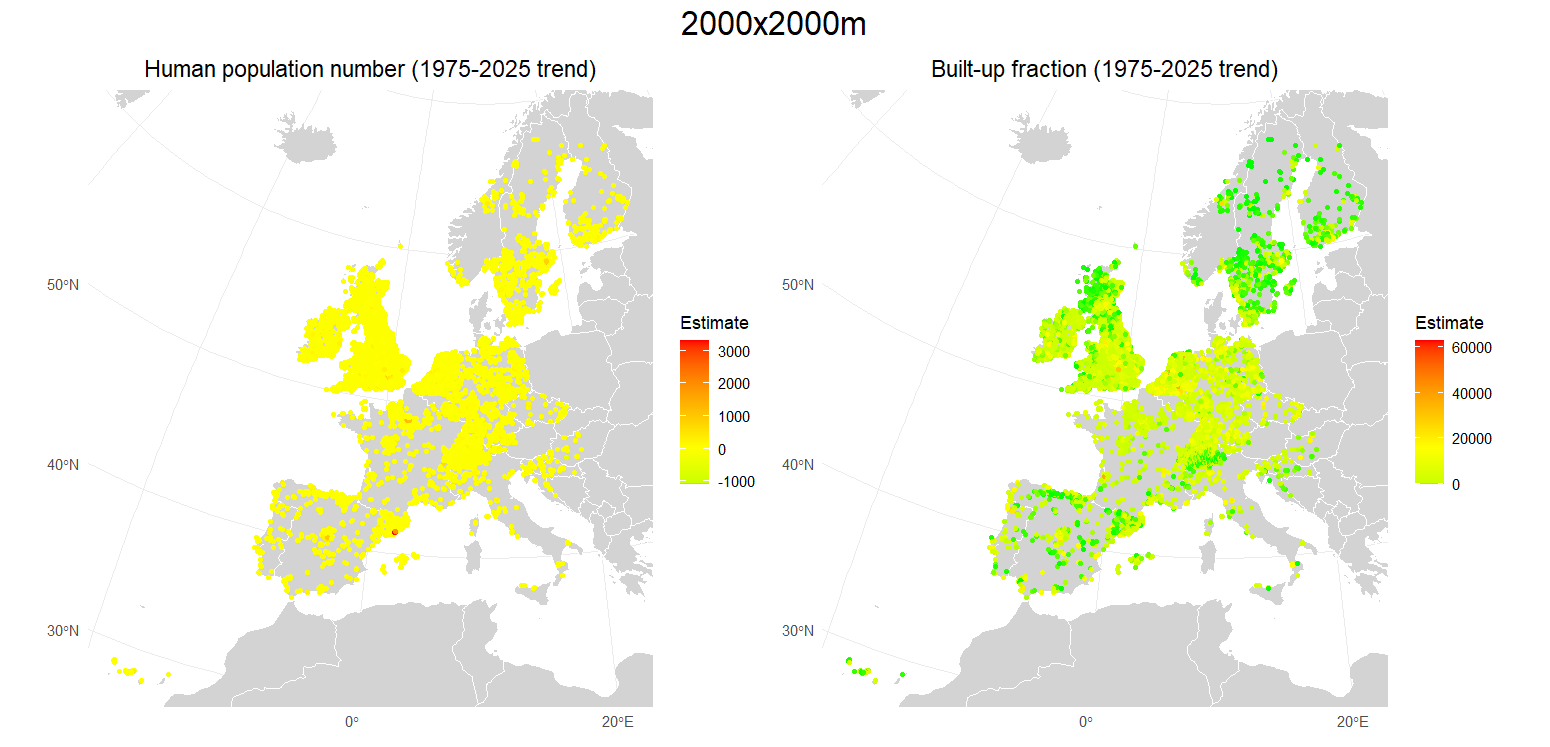 2000x2000m
Human population number (1975-2025 trend)
50°N
40°N
30°N
0°
20°E
Estimate
3000
2000
1000
0
-1000
Built-up fraction (1975-2025 trend)
50°N
40°N
30°N
0°
20°E
Estimate
60000
40000
20000
0